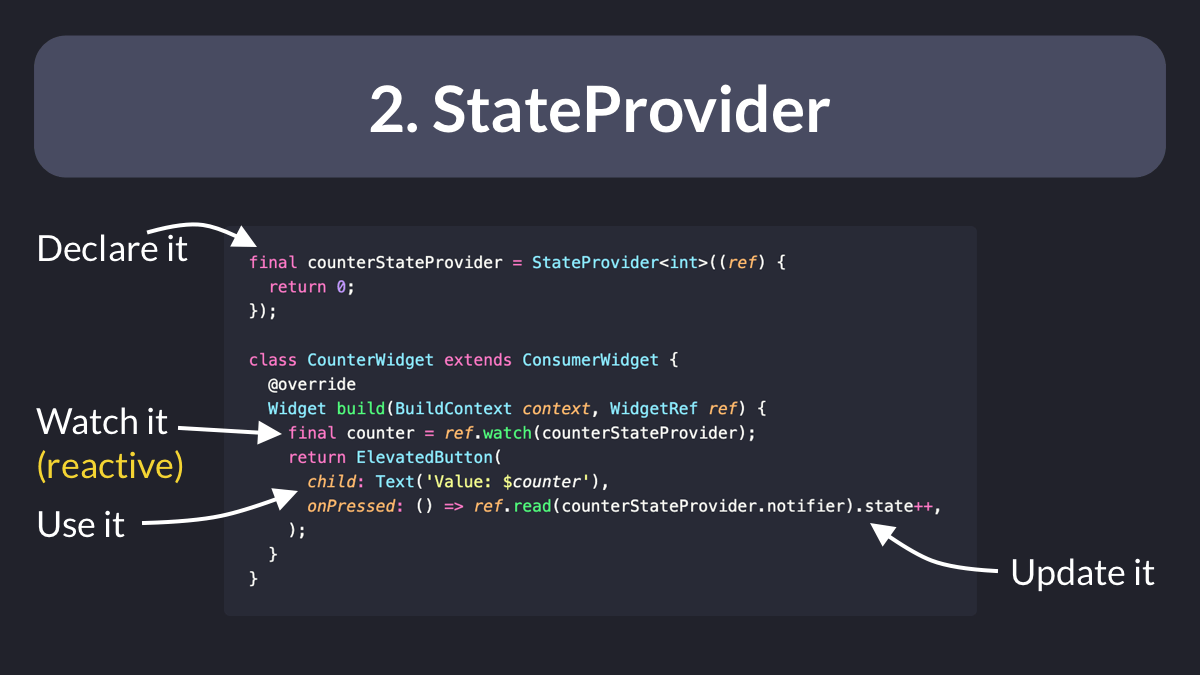 2. StateProvider
Declare it
final counterStateProvider = StateProvider<int>((ref) {
  return 0;
});
class CounterWidget extends ConsumerWidget {
  @override
  Widget build(BuildContext context, WidgetRef ref) {
Watch it
(reactive)
    final counter = ref.watch(counterStateProvider);
    return ElevatedButton(
Use it
      child: Text('Value: $counter'),
      onPressed: () => ref.read(counterStateProvider.notifier).state++,
    );
  }
}
Update it